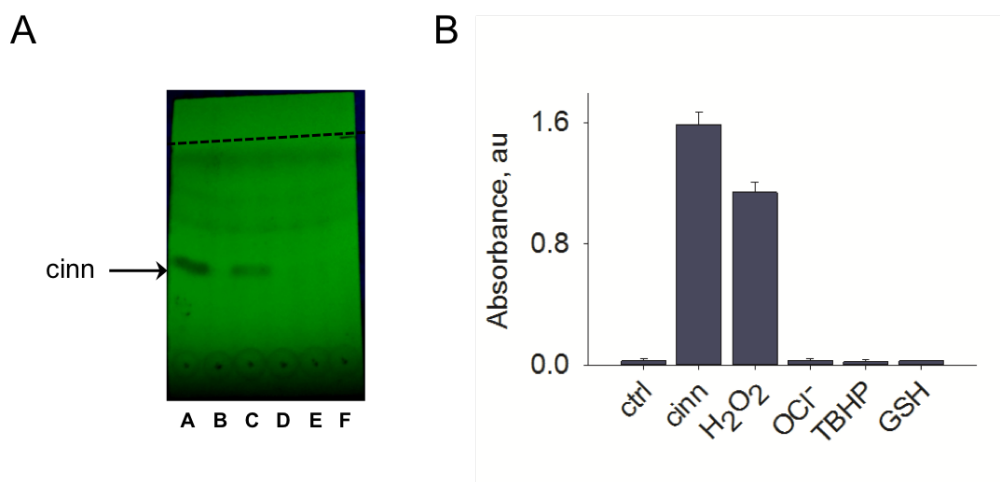 A
cinn
A B C D E F
B
Absorbance, au
1.6
0.8
0.0
ctrl
cinn
H₂O₂
OCl⁻
TBHP
GSH